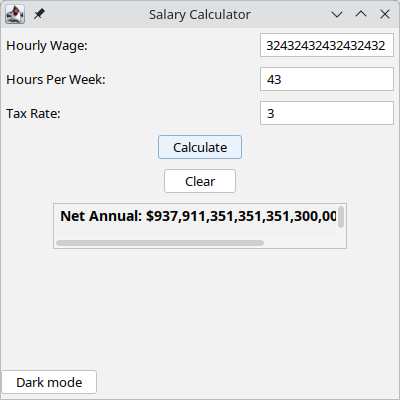 Salary Calculator
Hourly Wage: 32432432432432432
Hours Per Week: 43
Tax Rate: 3
Calculate
Clear
Net Annual: $937,911,351,351,351,300,00
Dark mode